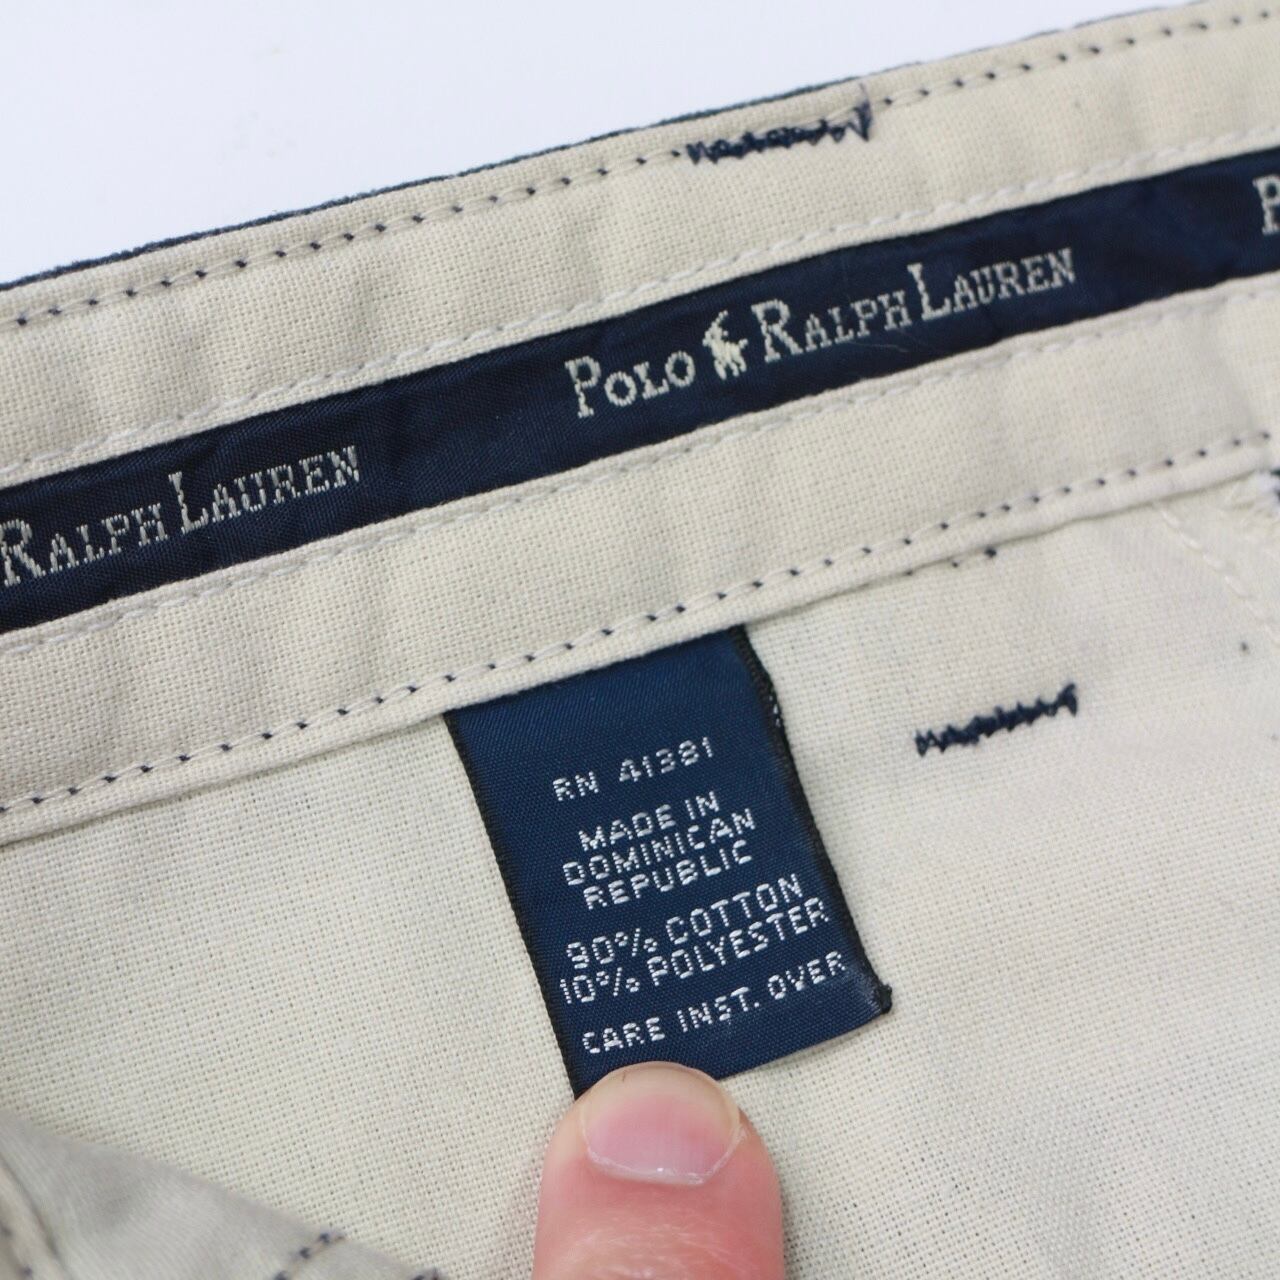 RALPH LAUREN POLO RALPH LAUREN P
RN 41381
MADE IN
DOMINICAN
REPUBLIC
90% COTTON
10% POLYESTER
CARE INST. OVER